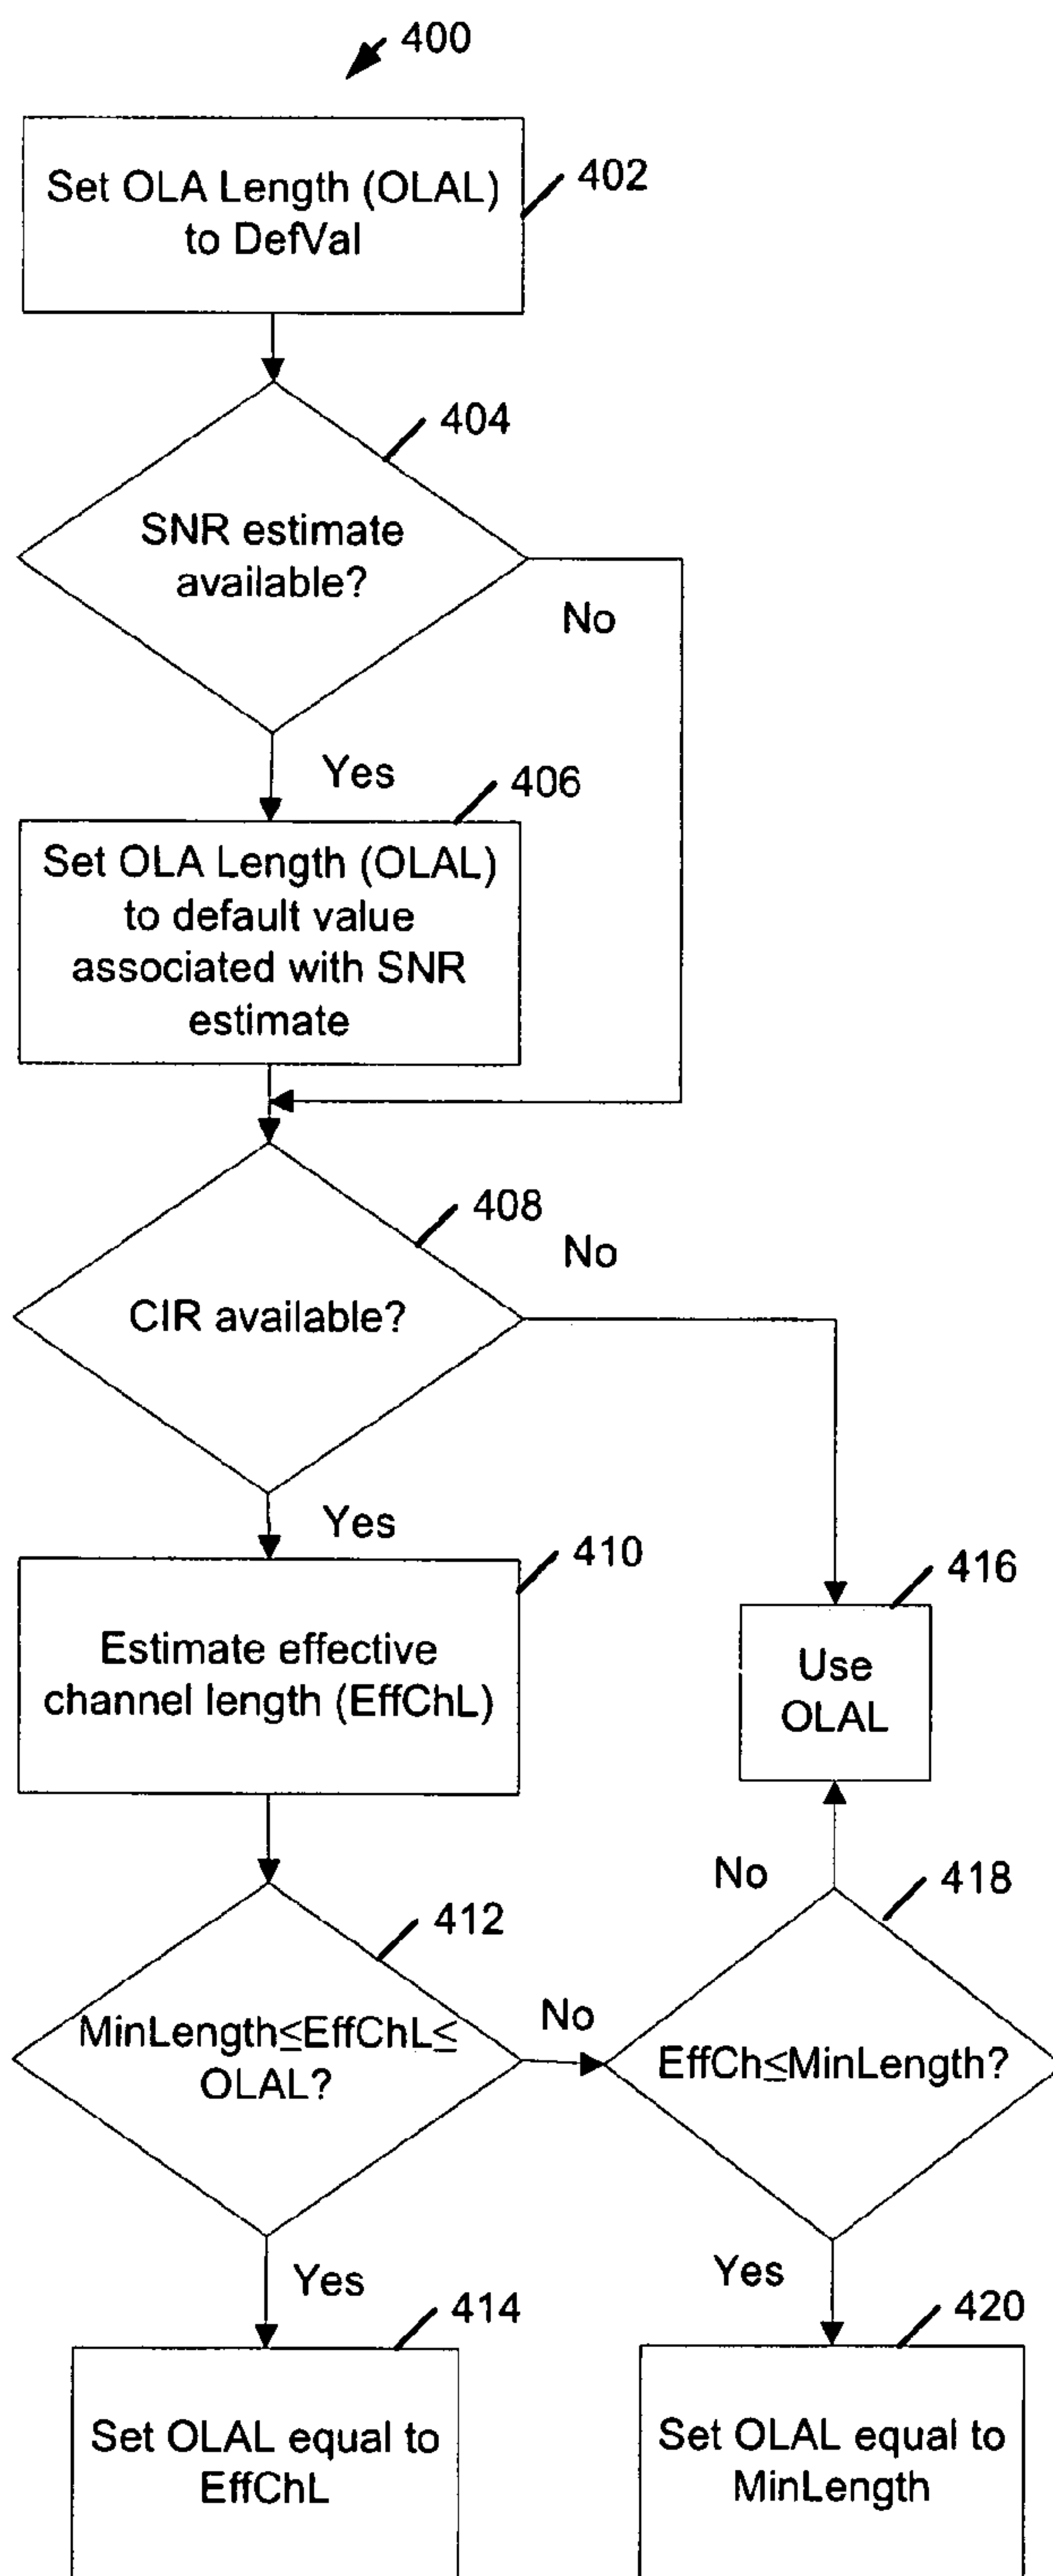 400
Set OLA Length (OLAL)
to DefVal
402
404
SNR estimate
available?
No
Yes
406
Set OLA Length (OLAL)
to default value
associated with SNR
estimate
408
No
CIR available?
Yes
410
Estimate effective
channel length (EffChL)
416
Use
OLAL
412
MinLength≤EffChL≤
OLAL?
No
No
418
EffCh≤MinLength?
Yes
414
Set OLAL equal to
EffChL
Yes
420
Set OLAL equal to
MinLength